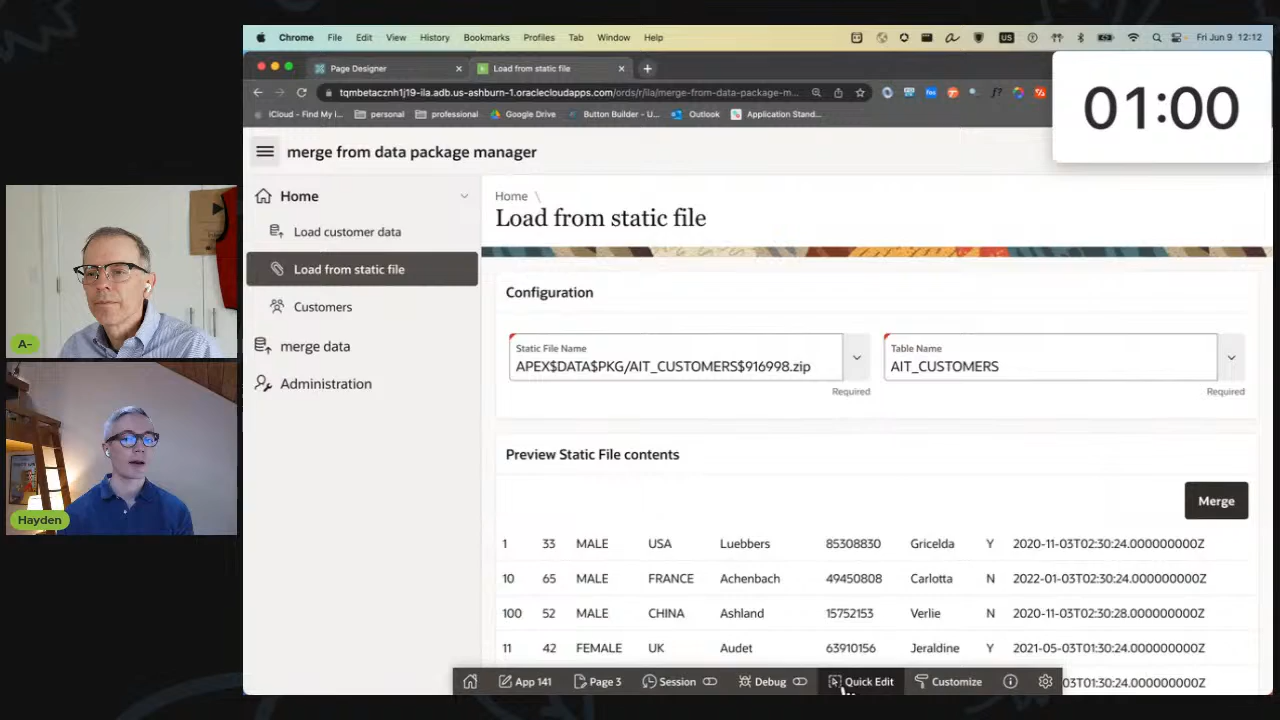 Chrome File Edit View History Bookmarks Profiles Tab Window Help
US
Fri Jun 9 12:12
Page Designer
Load from static file
tqmbetacznh1j19-ila.adb.us-ashburn-1.oraclecloudapps.com/ords/r/ila/merge-from-data-package-m...
iCloud - Find My i... personal professional Google Drive Button Builder - U... Outlook Application Stand...
01:00
merge from data package manager
Home
Load customer data
Load from static file
Customers
merge data
Administration
Home \
Load from static file
Configuration
Static File Name
APEX$DATA$PKG/AIT_CUSTOMERS$916998.zip
Required
Table Name
AIT_CUSTOMERS
Required
Preview Static File contents
Merge
1 33 MALE USA Luebbers 85308830 Gricelda Y 2020-11-03T02:30:24.000000000Z
10 65 MALE FRANCE Achenbach 49450808 Carlotta N 2022-01-03T02:30:24.000000000Z
100 52 MALE CHINA Ashland 15752153 Verlie N 2020-11-03T02:30:28.000000000Z
11 42 FEMALE UK Audet 63910156 Jeraldine Y 2021-05-03T01:30:24.000000000Z
03T01:30:24.000000000Z
App 141 Page 3 Session Debug Quick Edit Customize
A-
Hayden